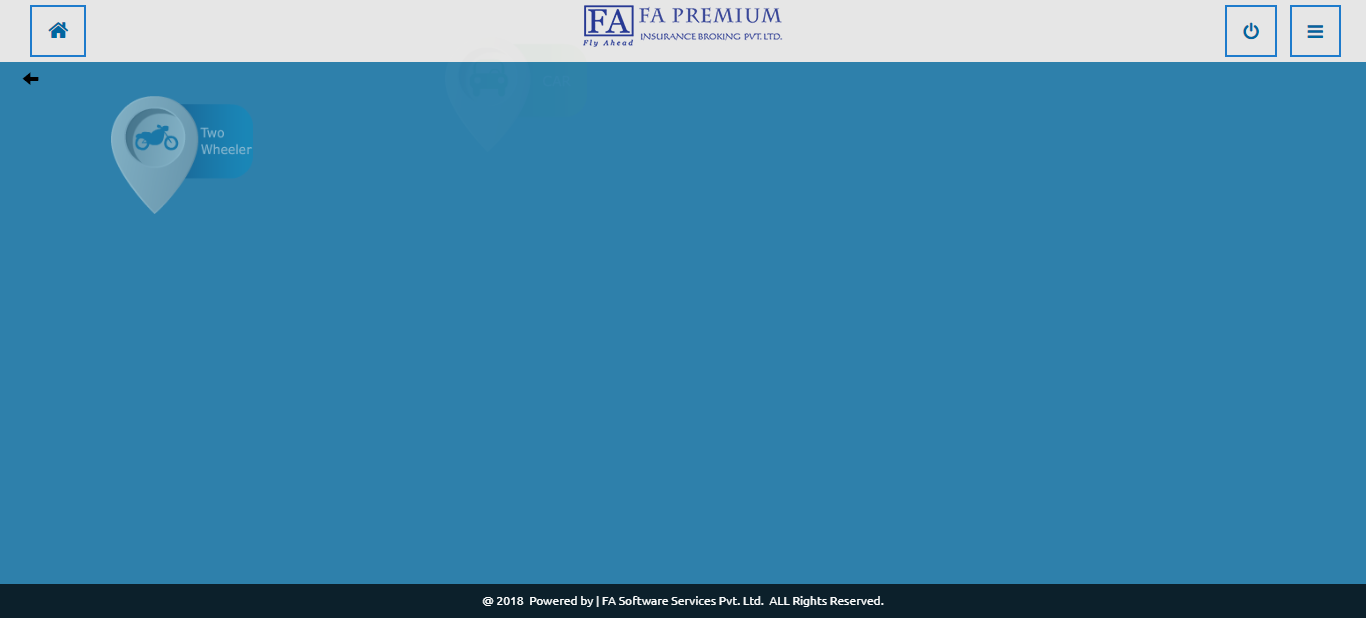 FA
Fly Ahead
FA PREMIUM
INSURANCE BROKING PVT. LTD.
Two
Wheeler
@ 2018 Powered by | FA Software Services Pvt. Ltd. ALL Rights Reserved.